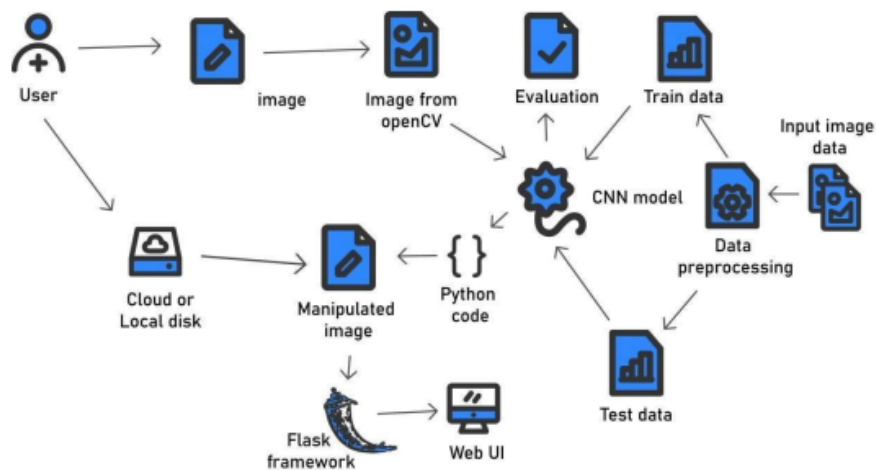 User
image
Image from
openCV
Evaluation
Train data
Input image
data
CNN model
Data
preprocessing
Cloud or
Local disk
Manipulated
image
{ }
Python
code
Test data
Flask
framework
Web UI